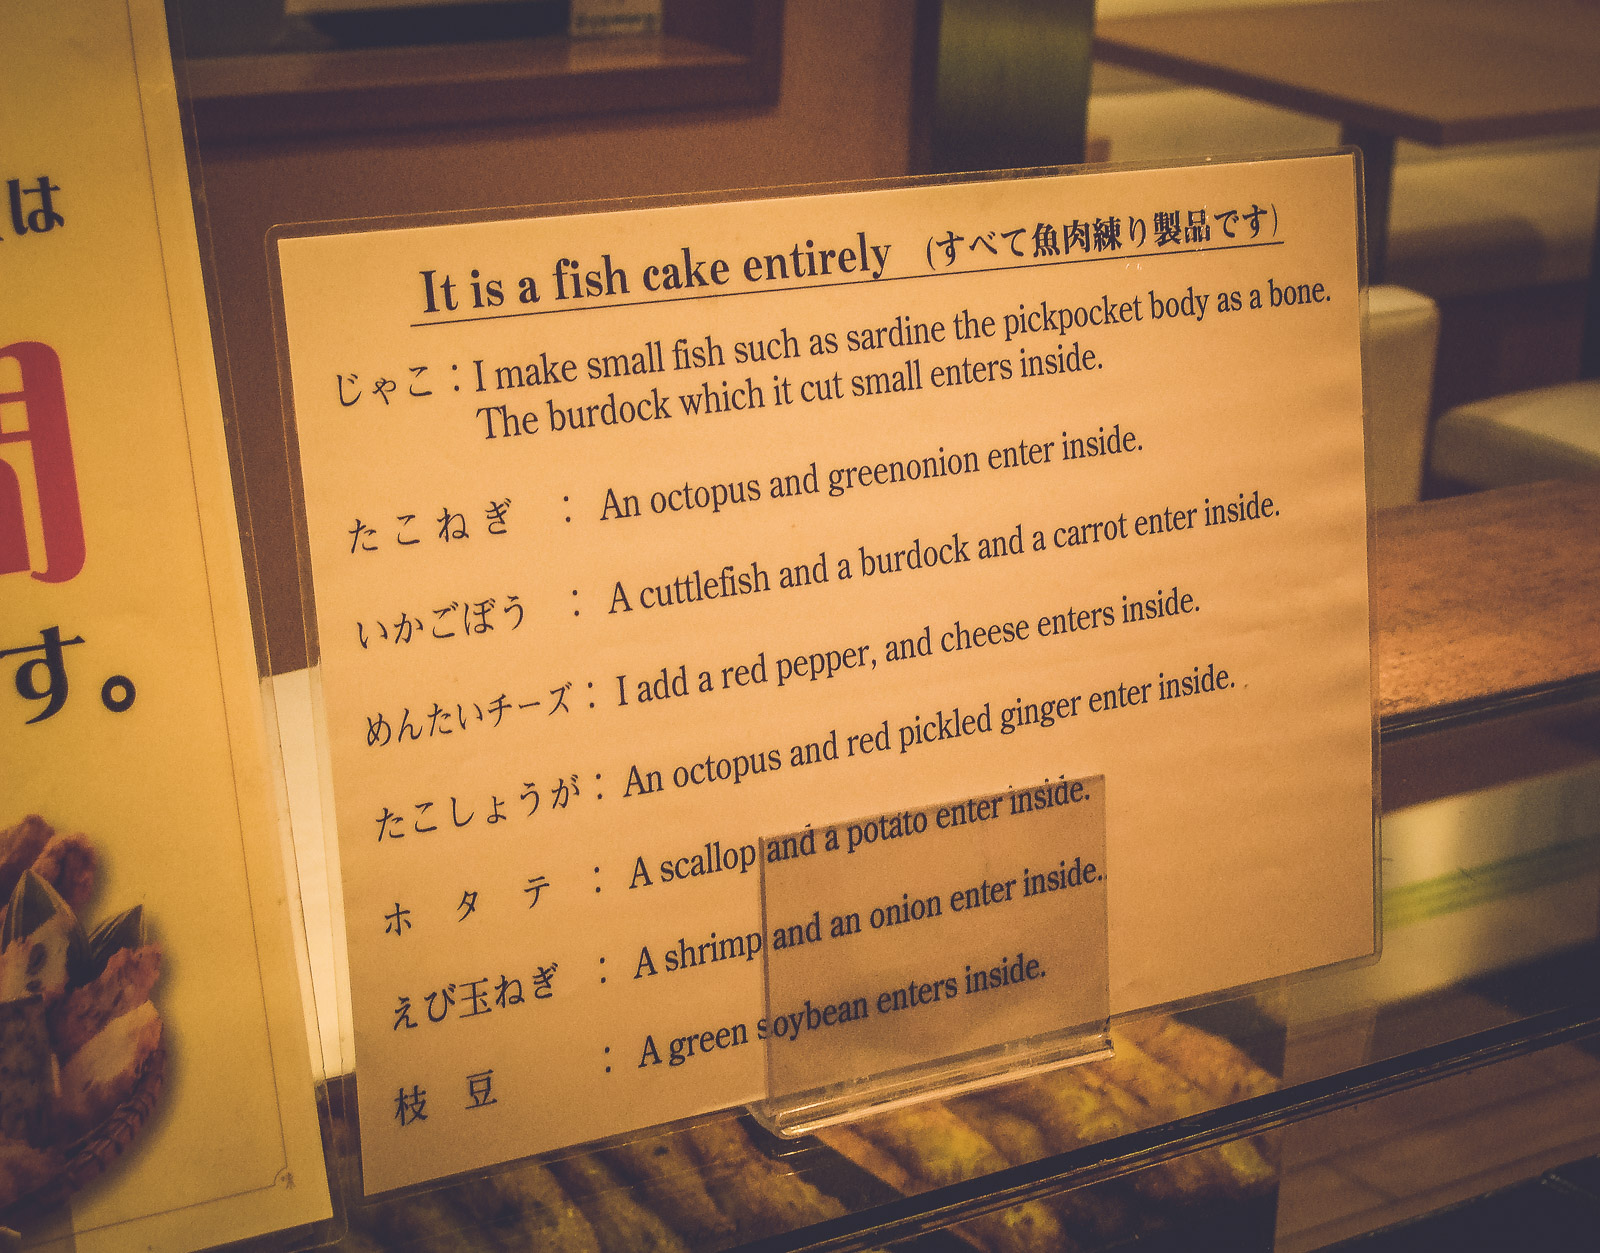 は
す。
It is a fish cake entirely (すべて魚肉練り製品です)
じゃこ：I make small fish such as sardine the pickpocket body as a bone.
The burdock which it cut small enters inside.
たこねぎ ： An octopus and greenonion enter inside.
いかごぼう ： A cuttlefish and a burdock and a carrot enter inside.
めんたいチーズ： I add a red pepper, and cheese enters inside.
たこしょうが： An octopus and red pickled ginger enter inside.
ホタテ ： A scallop and a potato enter inside.
えび玉ねぎ ： A shrimp and an onion enter inside.
枝豆 ： A green soybean enters inside.